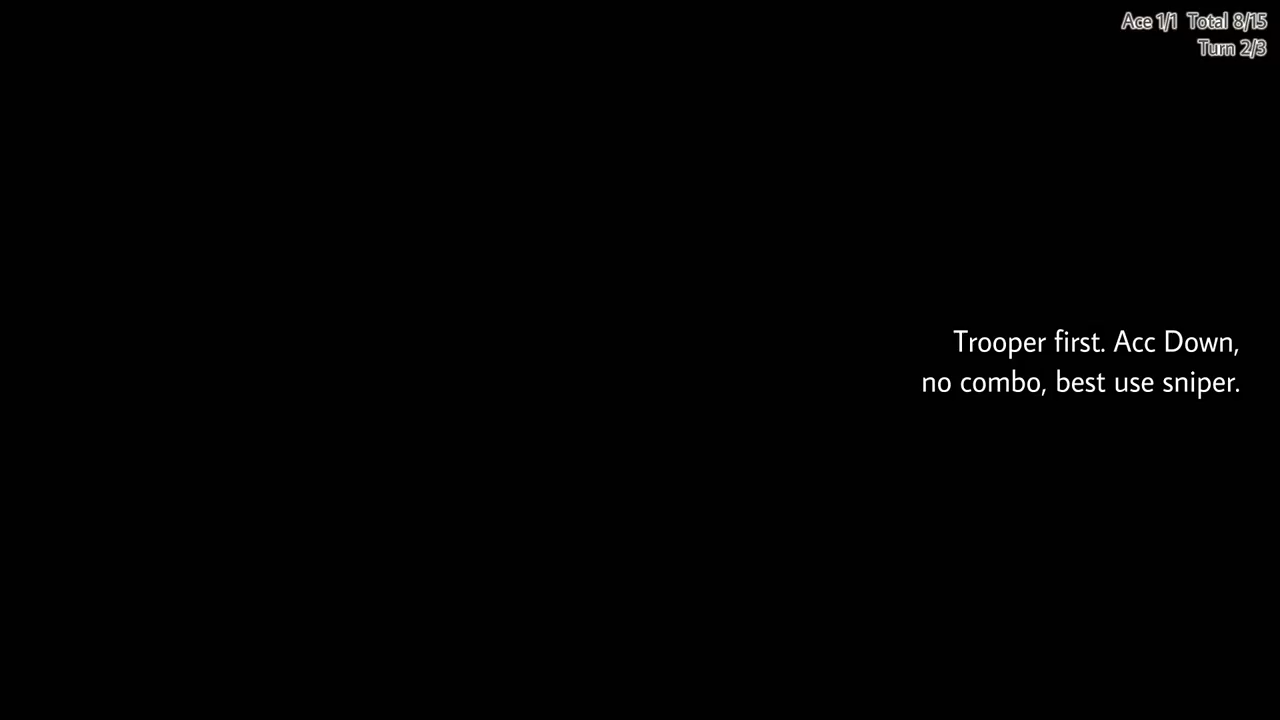 Ace 1/1 Total 8/15
Turn 2/3
Trooper first. Acc Down,
no combo, best use sniper.